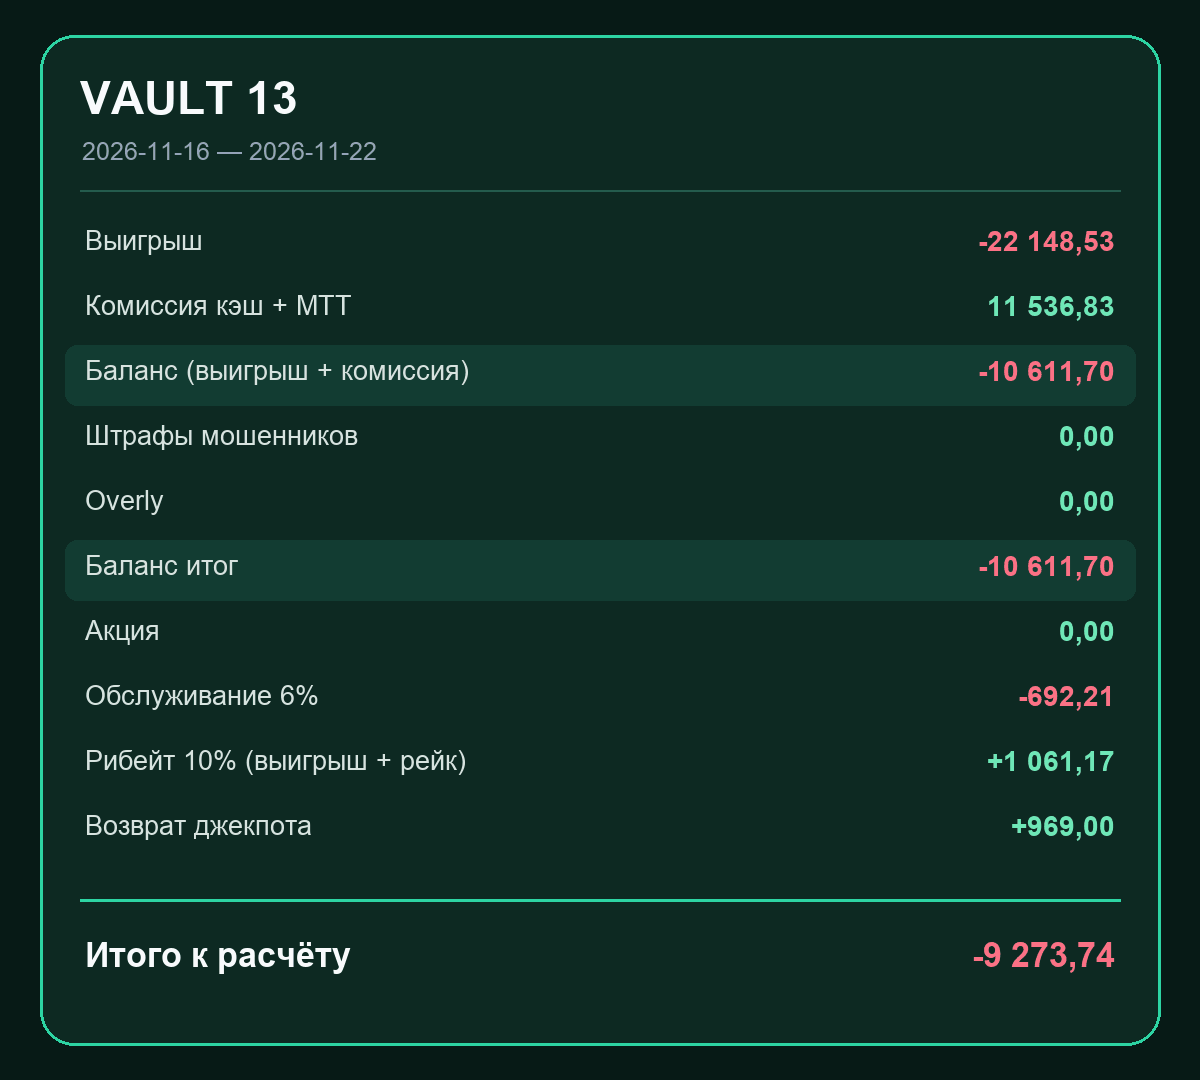 VAULT 13
2026-11-16 — 2026-11-22
Выигрыш -22 148,53
Комиссия кэш + МТТ 11 536,83
Баланс (выигрыш + комиссия) -10 611,70
Штрафы мошенников 0,00
Overly 0,00
Баланс итог -10 611,70
Акция 0,00
Обслуживание 6% -692,21
Рибейт 10% (выигрыш + рейк) +1 061,17
Возврат джекпота +969,00
Итого к расчёту -9 273,74